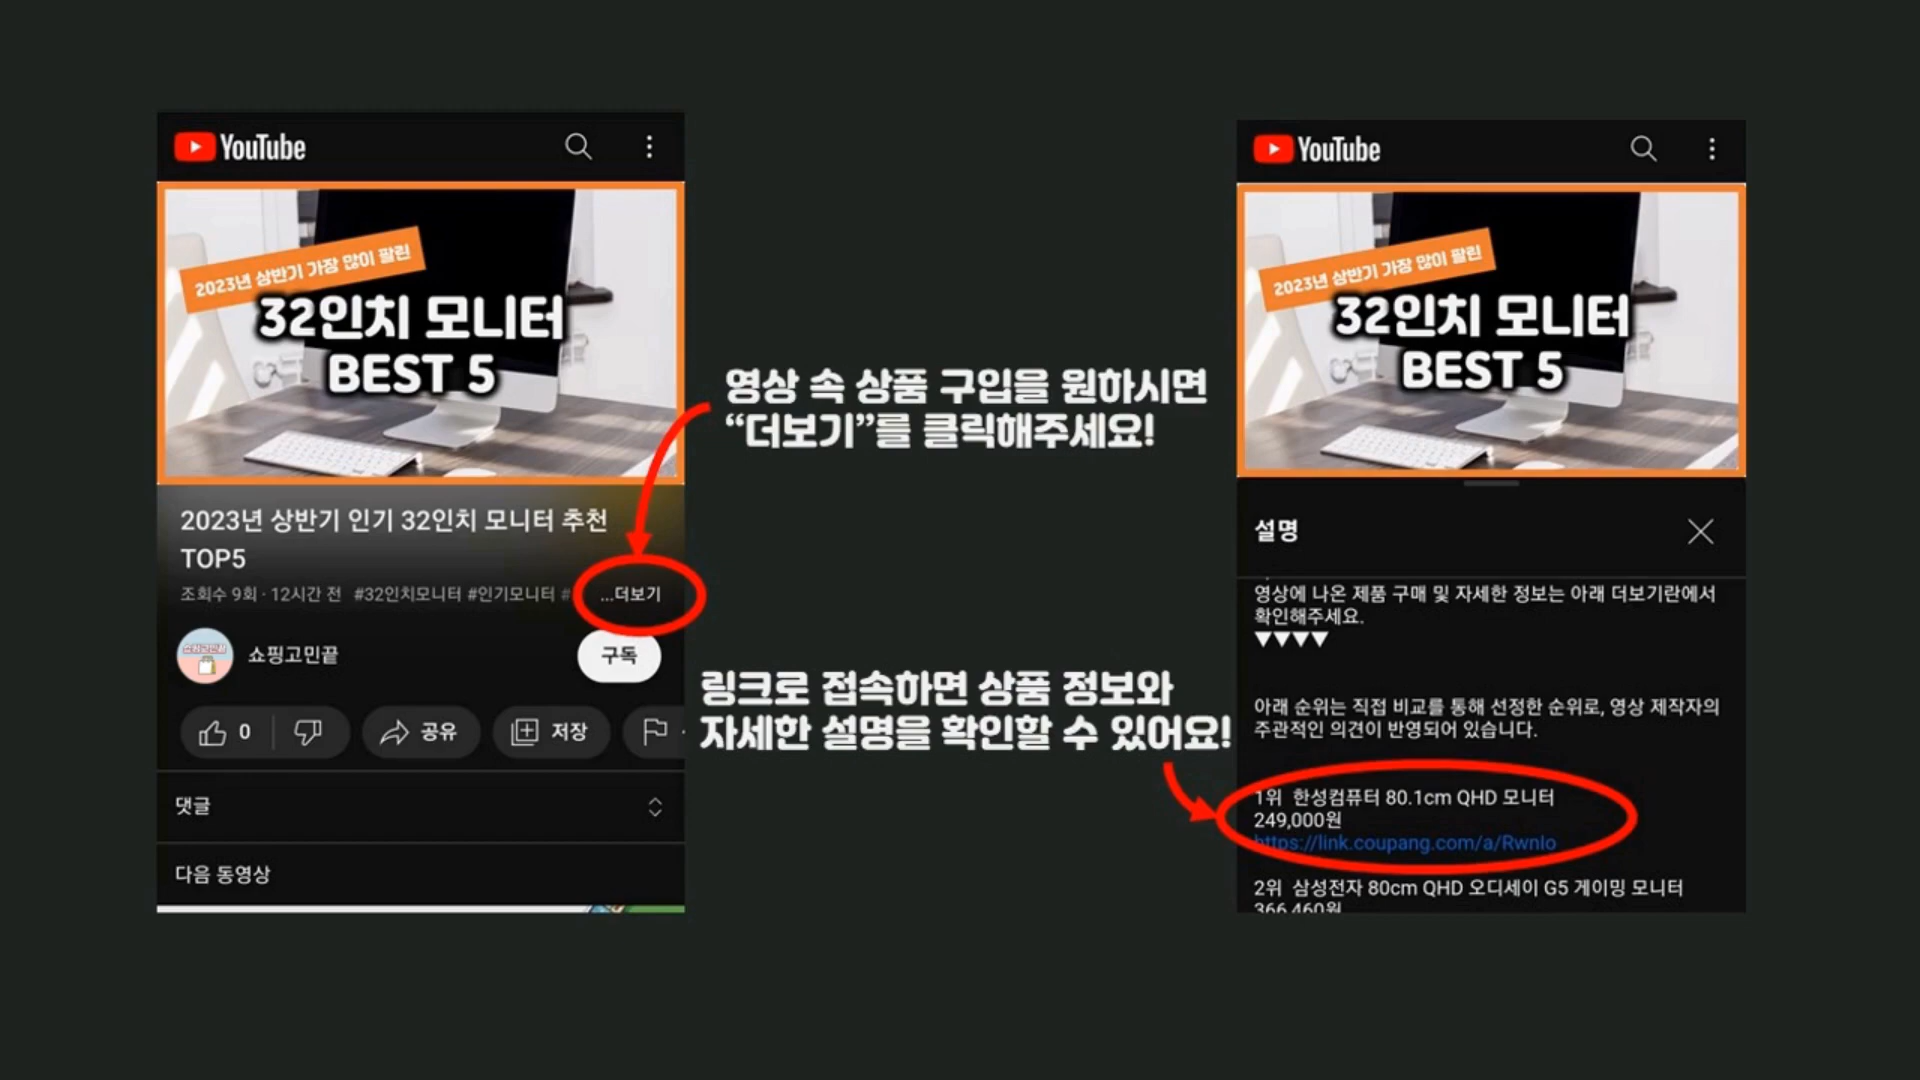 YouTube
2023년 상반기 가장 많이 팔린
32인치 모니터
BEST 5
2023년 상반기 인기 32인치 모니터 추천
TOP5
조회수 9회 · 12시간 전 #32인치모니터 #인기모니터 # ...더보기
쇼핑고민끝
쇼핑고민끝
구독
0
공유
저장
댓글
다음 동영상
영상 속 상품 구입을 원하시면
“더보기”를 클릭해주세요!
링크로 접속하면 상품 정보와
자세한 설명을 확인할 수 있어요!
YouTube
2023년 상반기 가장 많이 팔린
32인치 모니터
BEST 5
설명
영상에 나온 제품 구매 및 자세한 정보는 아래 더보기란에서
확인해주세요.
▼▼▼▼
아래 순위는 직접 비교를 통해 선정한 순위로, 영상 제작자의
주관적인 의견이 반영되어 있습니다.
1위 한성컴퓨터 80.1cm QHD 모니터
249,000원
https://link.coupang.com/a/Rwnlo
2위 삼성전자 80cm QHD 오디세이 G5 게이밍 모니터
366,460원